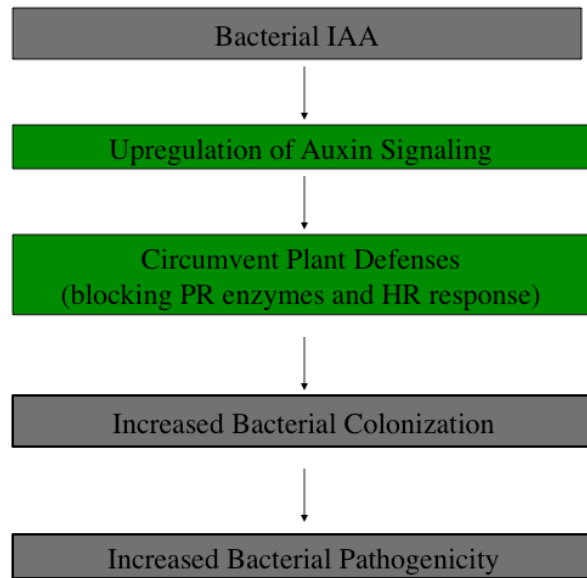 Bacterial IAA
Upregulation of Auxin Signaling
Circumvent Plant Defenses
(blocking PR enzymes and HR response)
Increased Bacterial Colonization
Increased Bacterial Pathogenicity